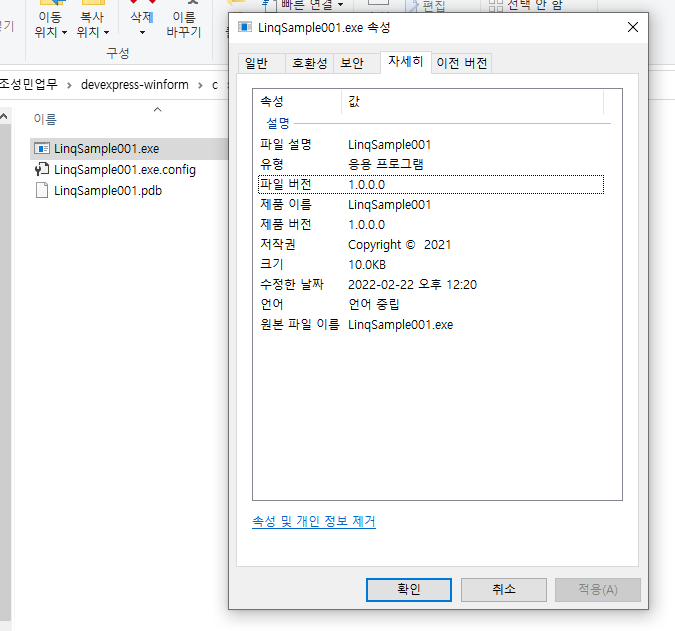 빠른 연결
편집
선택 안 함
이동
위치
복사
위치
삭제
이름
바꾸기
구성
조성민업무 > devexpress-winform > c >
이름
LinqSample001.exe
LinqSample001.exe.config
LinqSample001.pdb
LinqSample001.exe 속성
일반
호환성
보안
자세히
이전 버전
속성 값
설명
파일 설명 LinqSample001
유형 응용 프로그램
파일 버전 1.0.0.0
제품 이름 LinqSample001
제품 버전 1.0.0.0
저작권 Copyright © 2021
크기 10.0KB
수정한 날짜 2022-02-22 오후 12:20
언어 언어 중립
원본 파일 이름 LinqSample001.exe
속성 및 개인 정보 제거
확인
취소
적용(A)